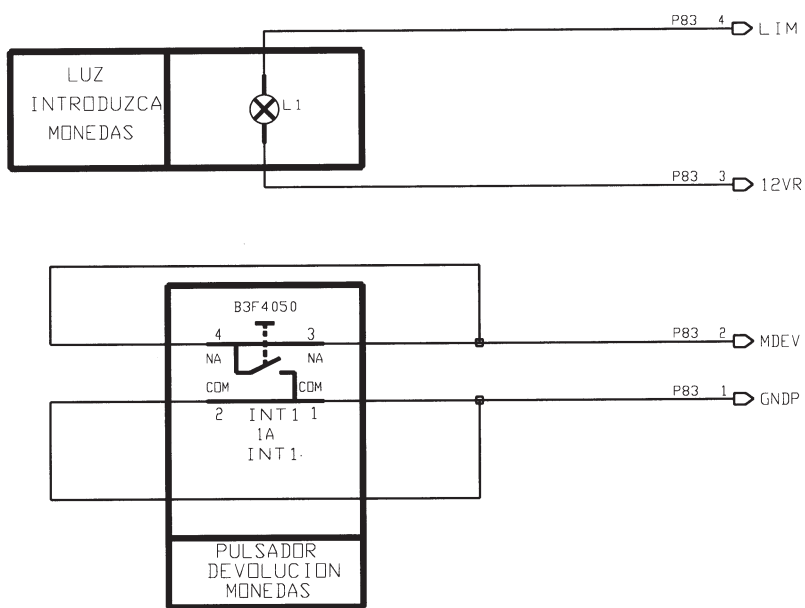 P83 4 LIM
LUZ
INTRODUZCA
MONEDAS
L1
P83 3 12VR
B3F4050
4 3
NA NA
P83 2 MDEV
COM COM
P83 1 GNDP
2 INT1 1
1A
INT1.
PULSADOR
DEVOLUCION
MONEDAS